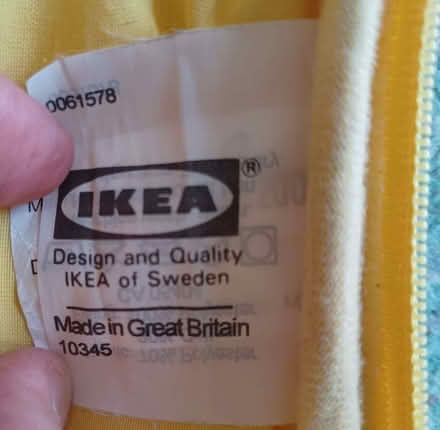 0061578
IKEA®
Design and Quality
IKEA of Sweden
Made in Great Britain
10345